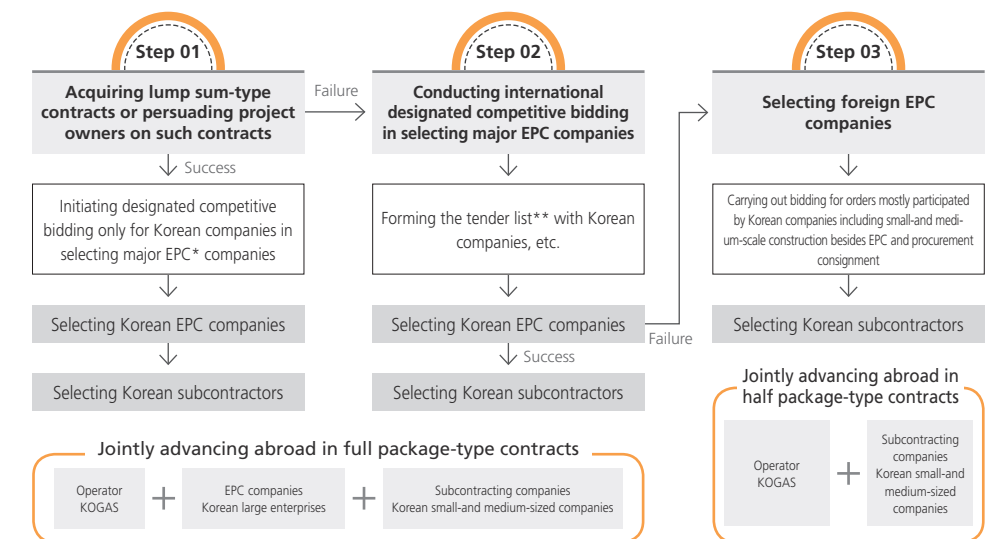 Step 01
Acquiring lump sum-type
contracts or persuading project
owners on such contracts
Failure
Success
Initiating designated competitive
bidding only for Korean companies in
selecting major EPC* companies
Selecting Korean EPC companies
Selecting Korean subcontractors
Step 02
Conducting international
designated competitive bidding
in selecting major EPC companies
Forming the tender list** with Korean
companies, etc.
Selecting Korean EPC companies
Failure
Success
Selecting Korean subcontractors
Step 03
Selecting foreign EPC
companies
Carrying out bidding for orders mostly participated
by Korean companies including small-and medi-
um-scale construction besides EPC and procurement
consignment
Selecting Korean subcontractors
Jointly advancing abroad in full package-type contracts
Operator
KOGAS
+
EPC companies
Korean large enterprises
+
Subcontracting companies
Korean small-and medium-sized companies
Jointly advancing abroad in
half package-type contracts
Operator
KOGAS
+
Subcontracting
companies
Korean small-and
medium-sized
companies